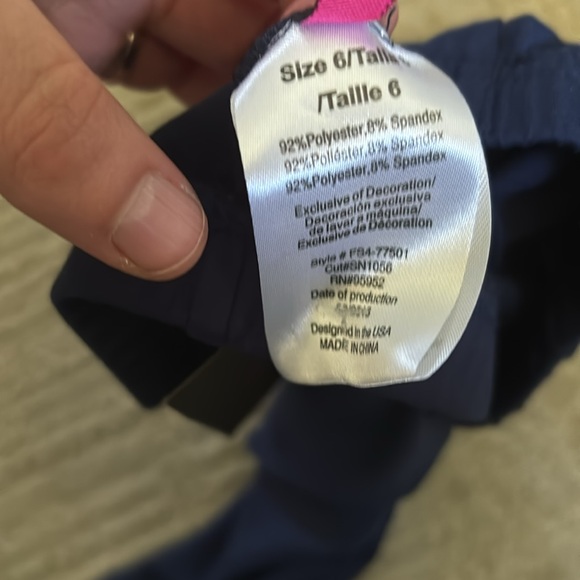 Size 6/Talla
/Taille 6
92%Polyester,8% Spandex
92%Poliéster,8% Spandex
92%Polyester,8% Spandex
Exclusive of Decoration/
Decoración exclusiva
de lavar a máquina/
Exclusive de Décoration
Style # FS4-77501
Cut#SN1056
RN#95952
Date of production
Designed in the USA
MADE IN CHINA